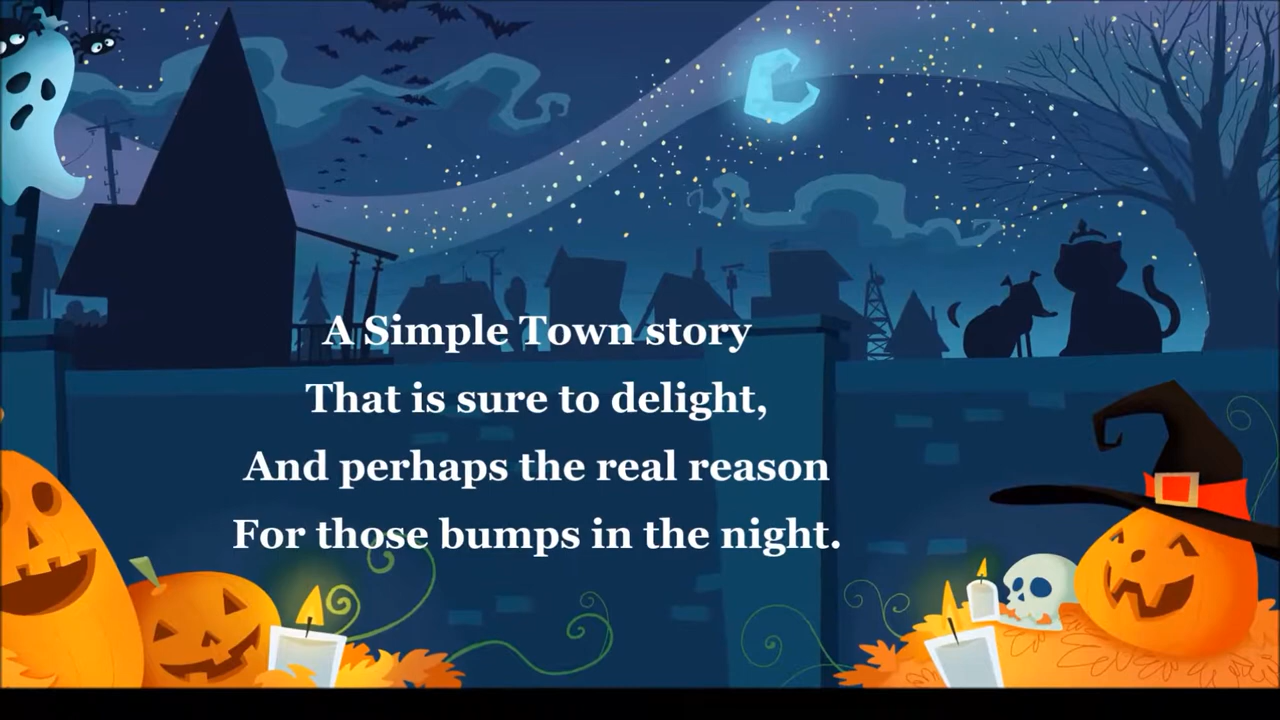 A Simple Town story
That is sure to delight,
And perhaps the real reason
For those bumps in the night.